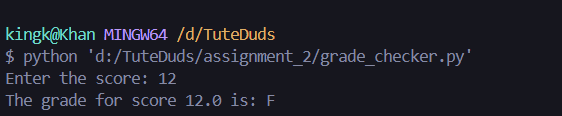 kingk@Khan MINGW64 /d/TuteDuds
$ python 'd:/TuteDuds/assignment_2/grade_checker.py'
Enter the score: 12
The grade for score 12.0 is: F